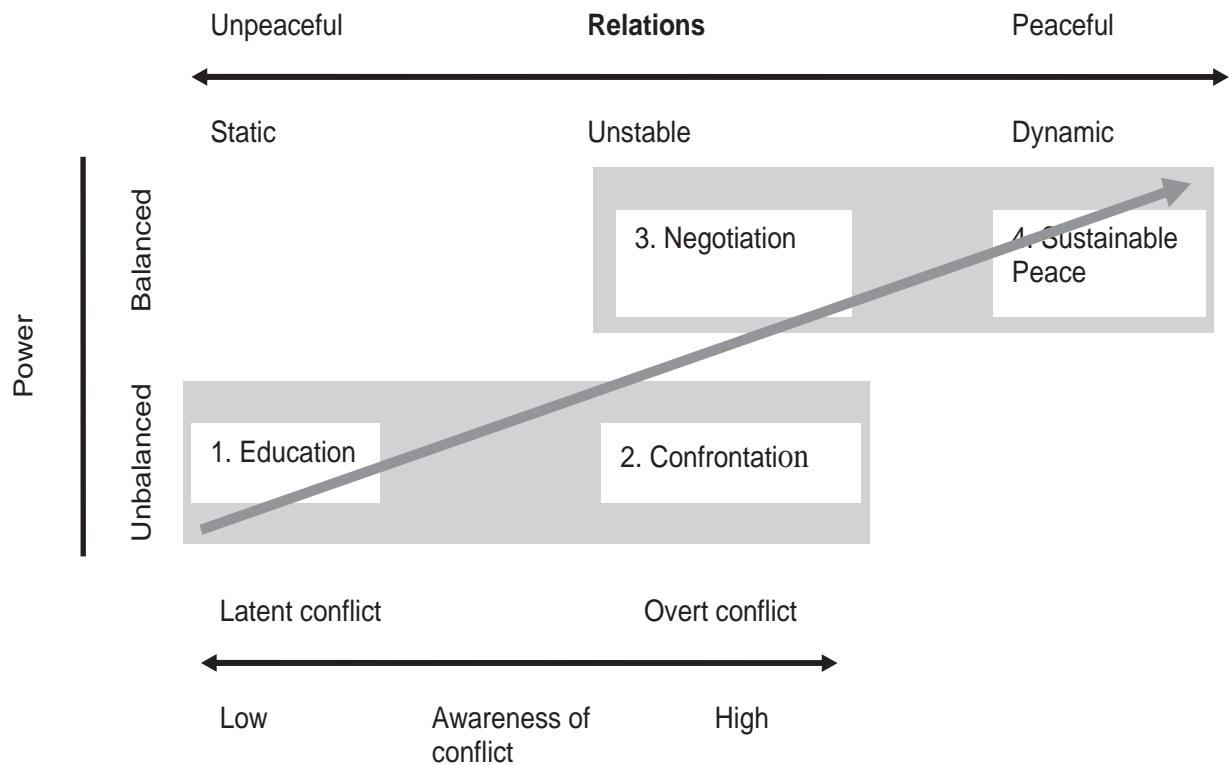 Unpeaceful Relations Peaceful
Static Unstable Dynamic
Power
Balanced
3. Negotiation
4. Sustainable
Peace
Unbalanced
1. Education
2. Confrontation
Latent conflict Overt conflict
Low Awareness of High
conflict